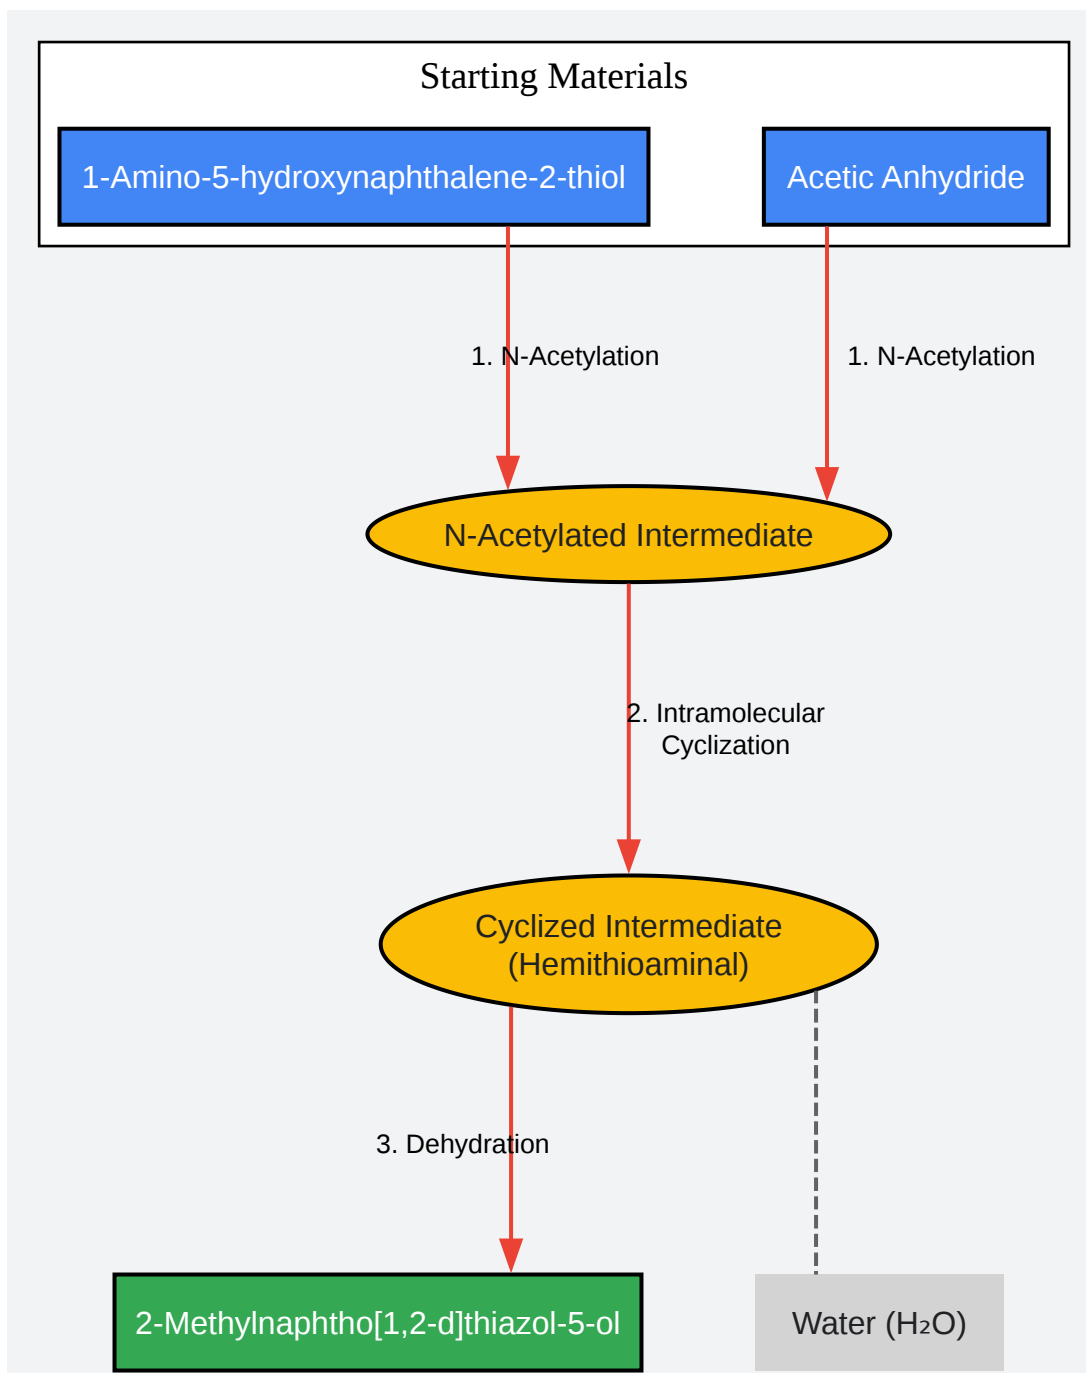 Starting Materials
1-Amino-5-hydroxynaphthalene-2-thiol
Acetic Anhydride
1. N-Acetylation
1. N-Acetylation
N-Acetylated Intermediate
2. Intramolecular
Cyclization
Cyclized Intermediate
(Hemithioaminal)
3. Dehydration
2-Methylnaphtho[1,2-d]thiazol-5-ol
Water (H₂O)